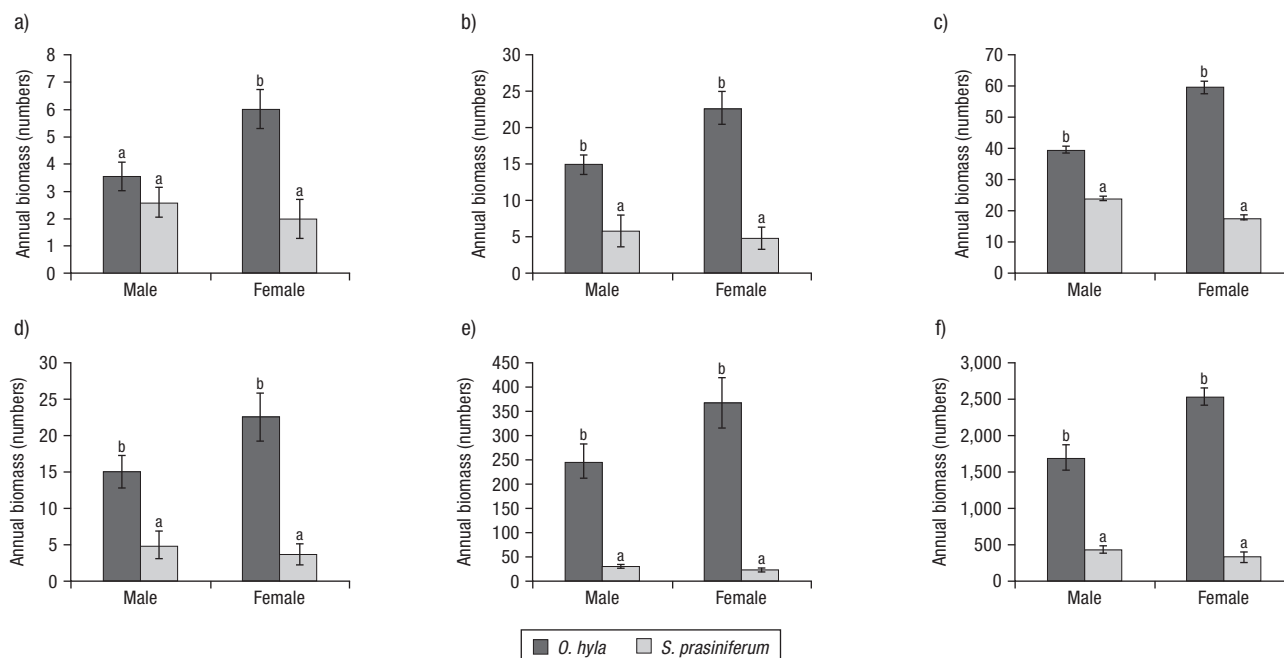 a)
Annual biomass (numbers)
8
7
6
5
4
3
2
1
0
a
a
b
a
Male
Female
b)
Annual biomass (numbers)
30
25
20
15
10
5
0
b
a
b
a
Male
Female
c)
Annual biomass (numbers)
70
60
50
40
30
20
10
0
b
a
b
a
Male
Female
d)
Annual biomass (numbers)
30
25
20
15
10
5
0
b
a
b
a
Male
Female
e)
Annual biomass (numbers)
450
400
350
300
250
200
150
100
50
0
b
a
b
a
Male
Female
f)
Annual biomass (numbers)
3,000
2,500
2,000
1,500
1,000
500
0
b
a
b
a
Male
Female
O. hyla S. prasiniferum